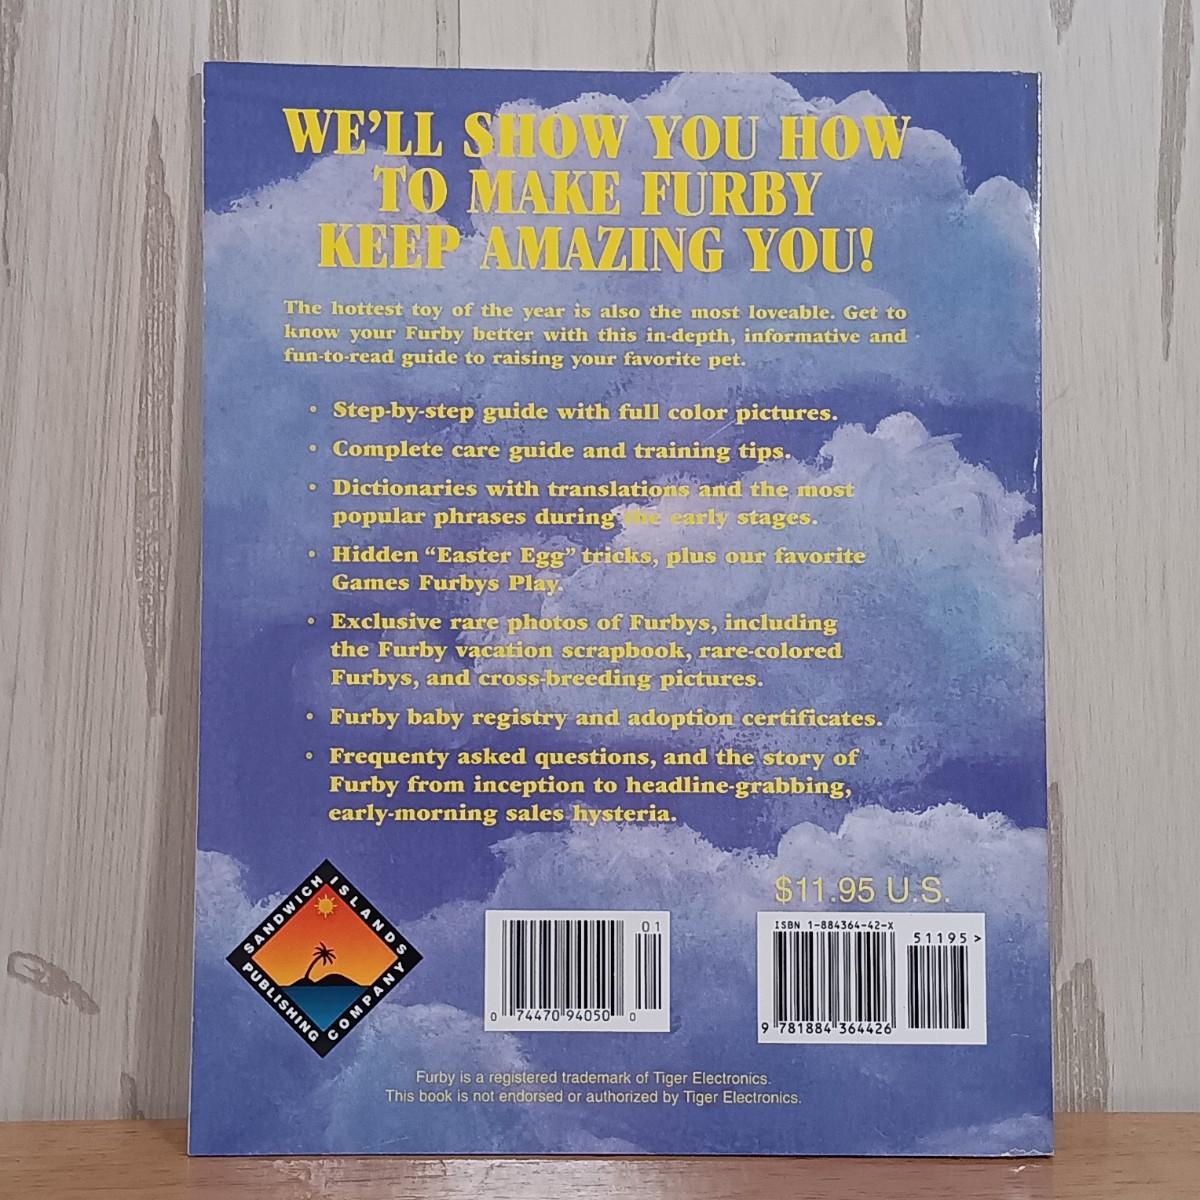 WE'LL SHOW YOU HOW
TO MAKE FURBY
KEEP AMAZING YOU!
The hottest toy of the year is also the most loveable. Get to
know your Furby better with this in-depth, informative and
fun-to-read guide to raising your favorite pet.
• Step-by-step guide with full color pictures.
• Complete care guide and training tips.
• Dictionaries with translations and the most
popular phrases during the early stages.
• Hidden “Easter Egg” tricks, plus our favorite
Games Furbys Play.
• Exclusive rare photos of Furbys, including
the Furby vacation scrapbook, rare-colored
Furbys, and cross-breeding pictures.
• Furby baby registry and adoption certificates.
• Frequenty asked questions, and the story of
Furby from inception to headline-grabbing,
early-morning sales hysteria.
SANDWICH ISLANDS
PUBLISHING COMPANY
01
0 74470 94050 0
$11.95 U.S.
ISBN 1-884364-42-X
51195 >
9 781884 364426
Furby is a registered trademark of Tiger Electronics.
This book is not endorsed or authorized by Tiger Electronics.